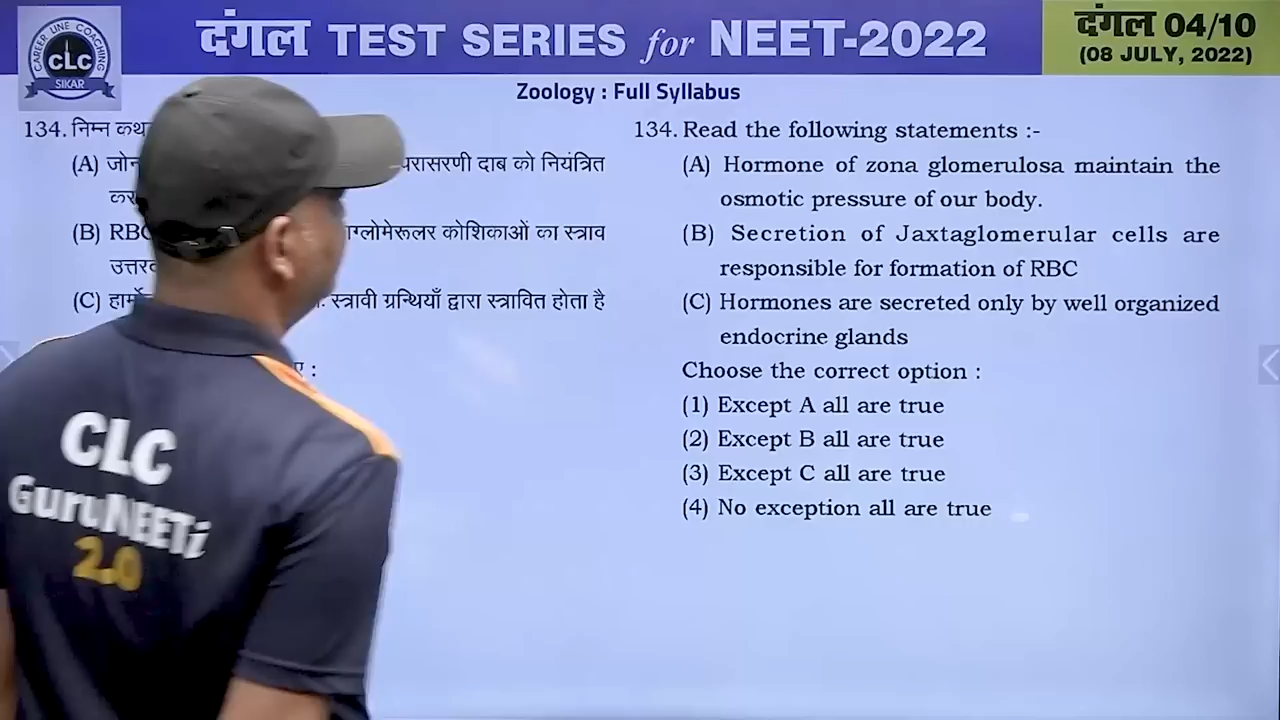 दंगल TEST SERIES for NEET-2022
दंगल 04/10
(08 JULY, 2022)
CAREER LINE COACHING
CLC
SIKAR
Zoology : Full Syllabus
134. निम्न
(A) परासरणी दाब को नियंत्रित
(B) कोशिकाओं का स्त्राव
(C) स्त्रावी ग्रन्थियाँ द्वारा स्त्रावित होता है
134. Read the following statements :-
(A) Hormone of zona glomerulosa maintain the
osmotic pressure of our body.
(B) Secretion of Jaxtaglomerular cells are
responsible for formation of RBC
(C) Hormones are secreted only by well organized
endocrine glands
Choose the correct option :
(1) Except A all are true
(2) Except B all are true
(3) Except C all are true
(4) No exception all are true
CLC
GuruNEETi
2.0